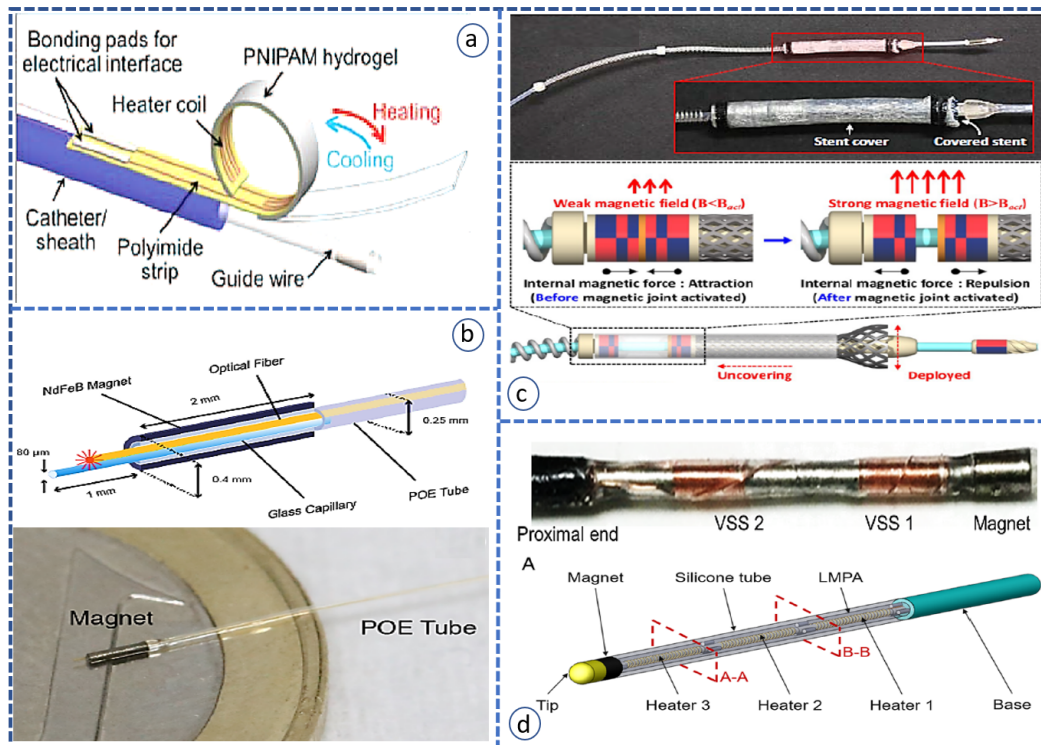 a
Bonding pads for
electrical interface
PNIPAM hydrogel
Heater coil
Heating
Cooling
Catheter/
sheath
Polyimide
strip
Guide wire
b
NdFeB Magnet
Optical Fiber
2 mm
0.25 mm
80 μm
1 mm
0.4 mm
Glass Capillary
POE Tube
Magnet
POE Tube
Stent cover
Covered stent
Weak magnetic field (B<Bact)
Strong magnetic field (B>Bact)
Internal magnetic force : Attraction
(Before magnetic joint activated)
Internal magnetic force : Repulsion
(After magnetic joint activated)
Uncovering
Deployed
c
Proximal end
VSS 2
VSS 1
Magnet
A
Magnet
Silicone tube
LMPA
B-B
A-A
Tip
Heater 3
Heater 2
Heater 1
Base
d